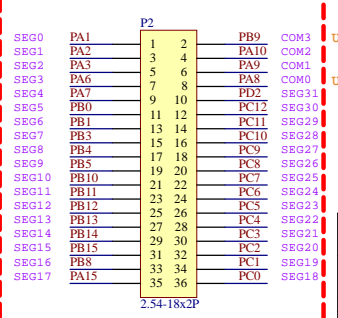 P2
SEG0 PA1 1 2 PB9 COM3
SEG1 PA2 3 4 PA10 COM2
SEG2 PA3 5 6 PA9 COM1
SEG3 PA6 7 8 PA8 COM0
SEG4 PA7 9 10 PD2 SEG31
SEG5 PB0 11 12 PC12 SEG30
SEG6 PB1 13 14 PC11 SEG29
SEG7 PB3 15 16 PC10 SEG28
SEG8 PB4 17 18 PC9 SEG27
SEG9 PB5 19 20 PC8 SEG26
SEG10 PB10 21 22 PC7 SEG25
SEG11 PB11 23 24 PC6 SEG24
SEG12 PB12 25 26 PC5 SEG23
SEG13 PB13 27 28 PC4 SEG22
SEG14 PB14 29 30 PC3 SEG21
SEG15 PB15 31 32 PC2 SEG20
SEG16 PB8 33 34 PC1 SEG19
SEG17 PA15 35 36 PC0 SEG18
2.54-18x2P